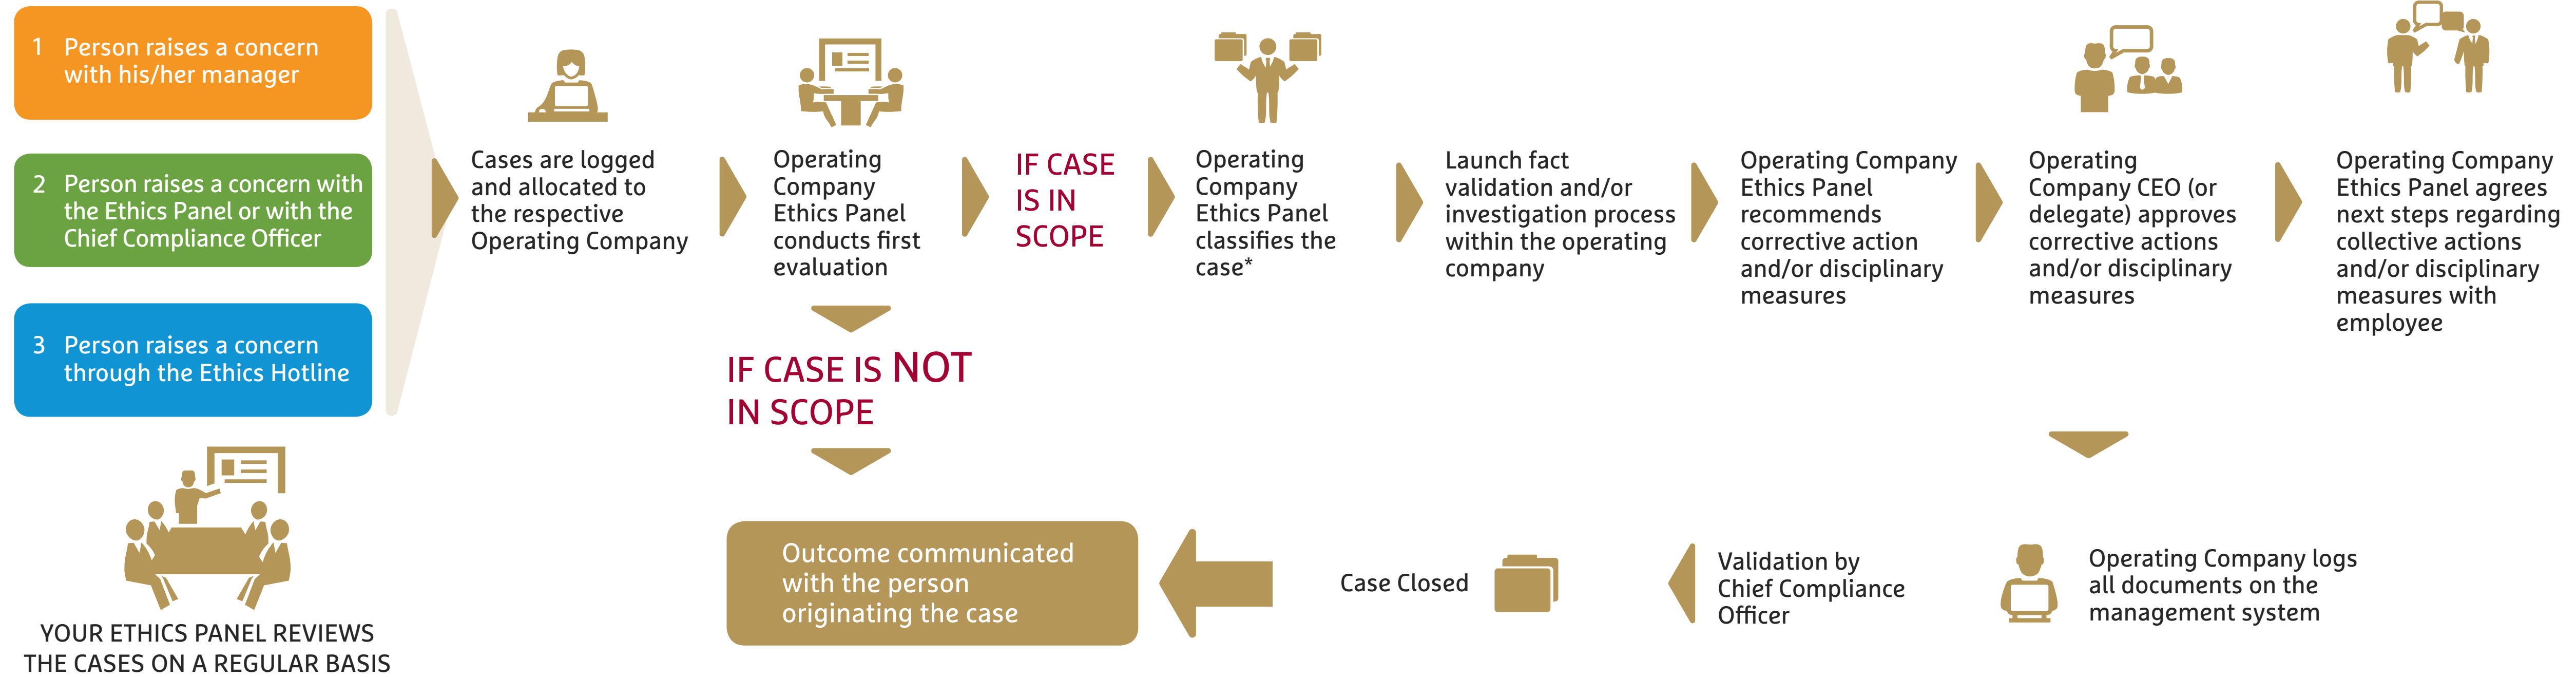 1 Person raises a concern
with his/her manager
2 Person raises a concern with
the Ethics Panel or with the
Chief Compliance Officer
3 Person raises a concern
through the Ethics Hotline
YOUR ETHICS PANEL REVIEWS
THE CASES ON A REGULAR BASIS
Cases are logged
and allocated to
the respective
Operating Company
Operating
Company
Ethics Panel
conducts first
evaluation
IF CASE
IS IN
SCOPE
Operating
Company
Ethics Panel
classifies the
case*
Launch fact
validation and/or
investigation process
within the operating
company
Operating Company
Ethics Panel
recommends
corrective action
and/or disciplinary
measures
Operating
Company CEO (or
delegate) approves
corrective actions
and/or disciplinary
measures
Operating Company
Ethics Panel agrees
next steps regarding
collective actions
and/or disciplinary
measures with
employee
IF CASE IS NOT
IN SCOPE
Operating Company logs
all documents on the
management system
Validation by
Chief Compliance
Officer
Case Closed
Outcome communicated
with the person
originating the case